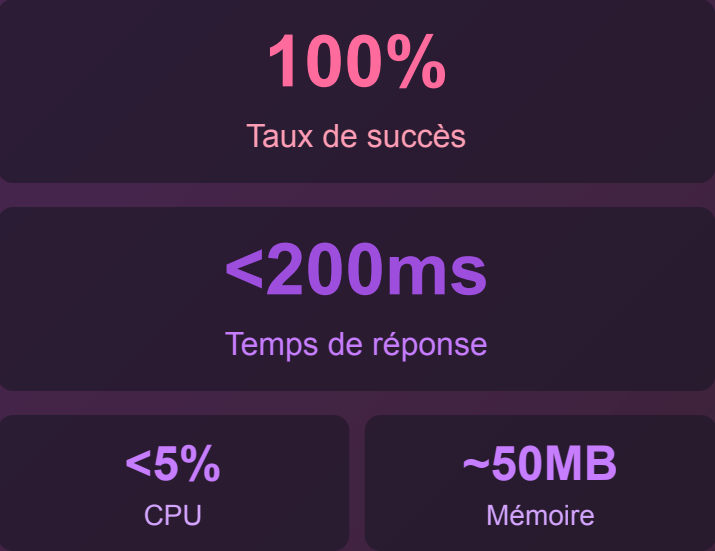 100%
Taux de succès
<200ms
Temps de réponse
<5%
CPU
~50MB
Mémoire